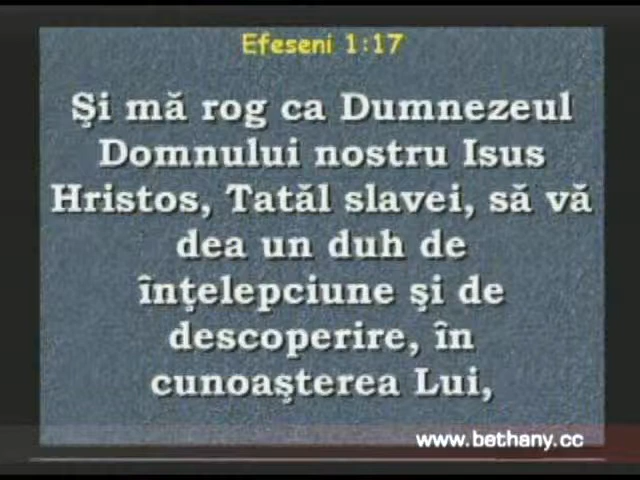 Efeseni 1:17
Şi mă rog ca Dumnezeul
Domnului nostru Isus
Hristos, Tatăl slavei, să vă
dea un duh de
înţelepciune şi de
descoperire, în
cunoaşterea Lui,
www.bethany.cc